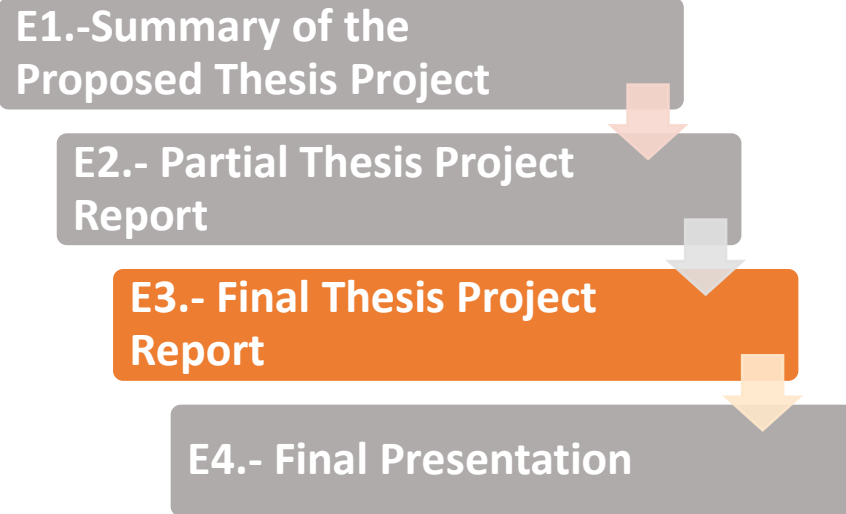 E1.-Summary of the
Proposed Thesis Project
E2.- Partial Thesis Project
Report
E3.- Final Thesis Project
Report
E4.- Final Presentation